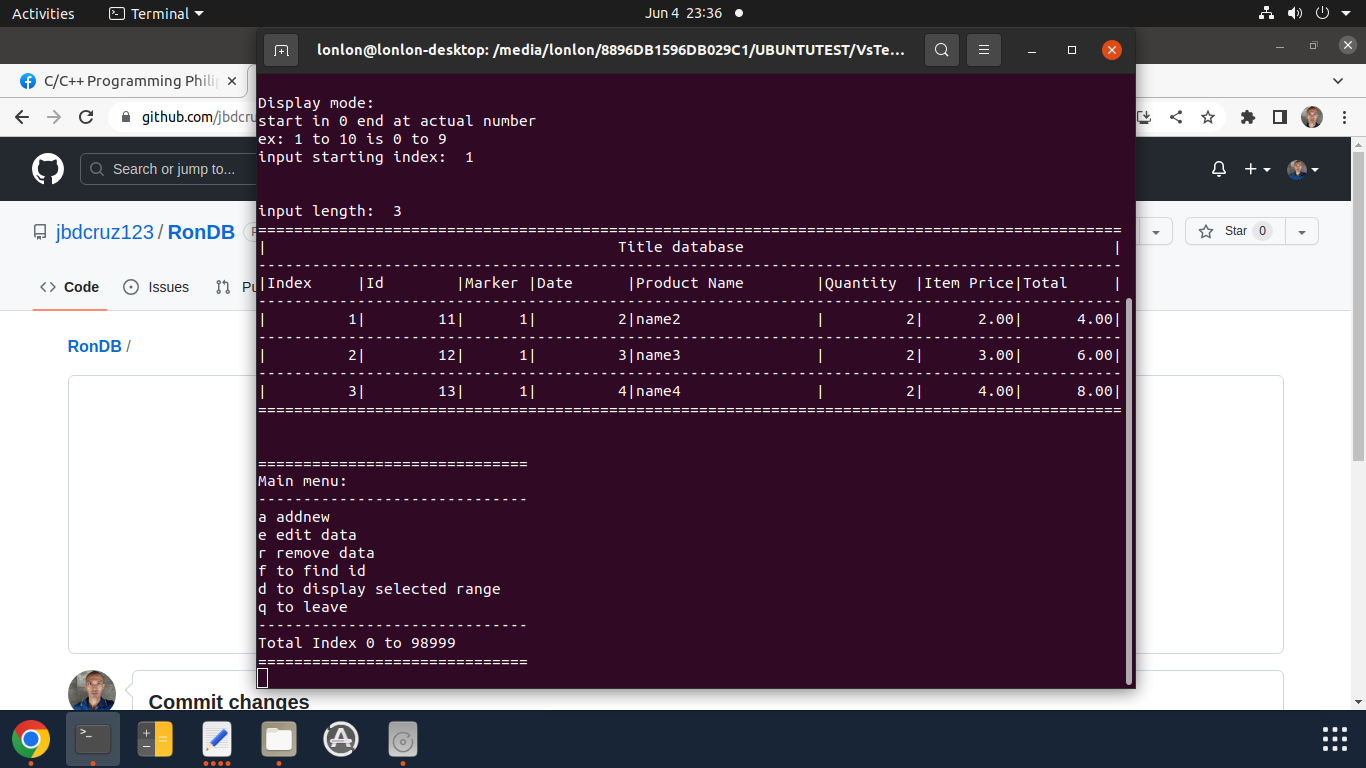 Activities
Terminal
Jun 4 23:36
lonlon@lonlon-desktop: /media/lonlon/8896DB1596DB029C1/UBUNTUTEST/VsTe...
C/C++ Programming Phili
github.com/jbdcru
Search or jump to...
jbdcruz123 / RonDB
Star 0
Code
Issues
Pu
RonDB /
Commit changes
Display mode:
start in 0 end at actual number
ex: 1 to 10 is 0 to 9
input starting index:  1
input length:  3
================================================================================================
|                                       Title database                                         |
------------------------------------------------------------------------------------------------
|Index     |Id        |Marker |Date      |Product Name        |Quantity  |Item Price|Total     |
------------------------------------------------------------------------------------------------
|         1|        11|      1|         2|name2               |         2|      2.00|      4.00|
------------------------------------------------------------------------------------------------
|         2|        12|      1|         3|name3               |         2|      3.00|      6.00|
------------------------------------------------------------------------------------------------
|         3|        13|      1|         4|name4               |         2|      4.00|      8.00|
================================================================================================
==============================
Main menu:
------------------------------
a addnew
e edit data
r remove data
f to find id
d to display selected range
q to leave
------------------------------
Total Index 0 to 98999
==============================